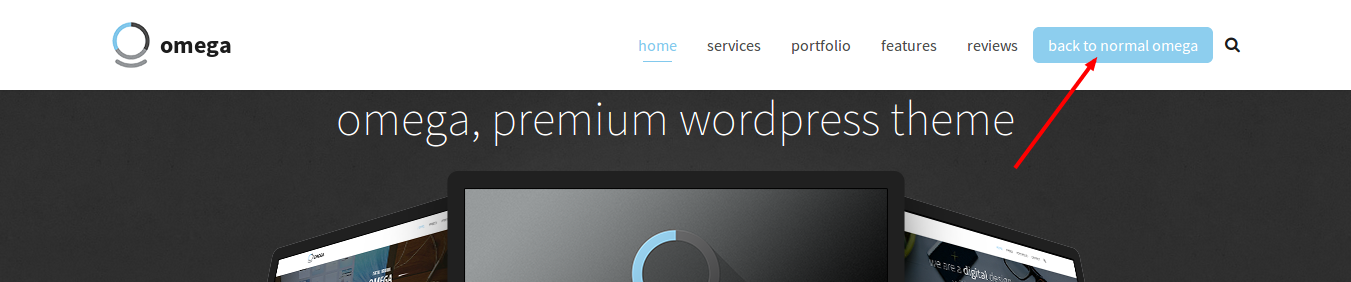 omega
home services portfolio features reviews back to normal omega
omega, premium wordpress theme
OMEGA
we are a digital design